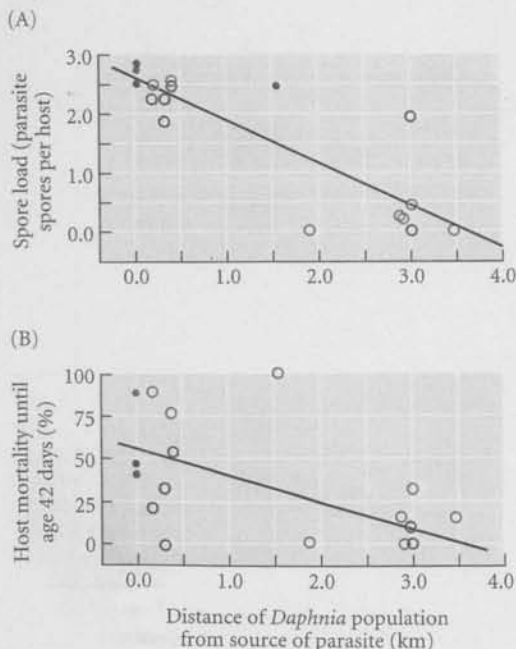 (A)
Spore load (parasite
spores per host)
3.0
2.0
1.0
0.0
0.0 1.0 2.0 3.0 4.0
(B)
Host mortality until
age 42 days (%)
100
75
50
25
0
0.0 1.0 2.0 3.0 4.0
Distance of Daphnia population
from source of parasite (km)